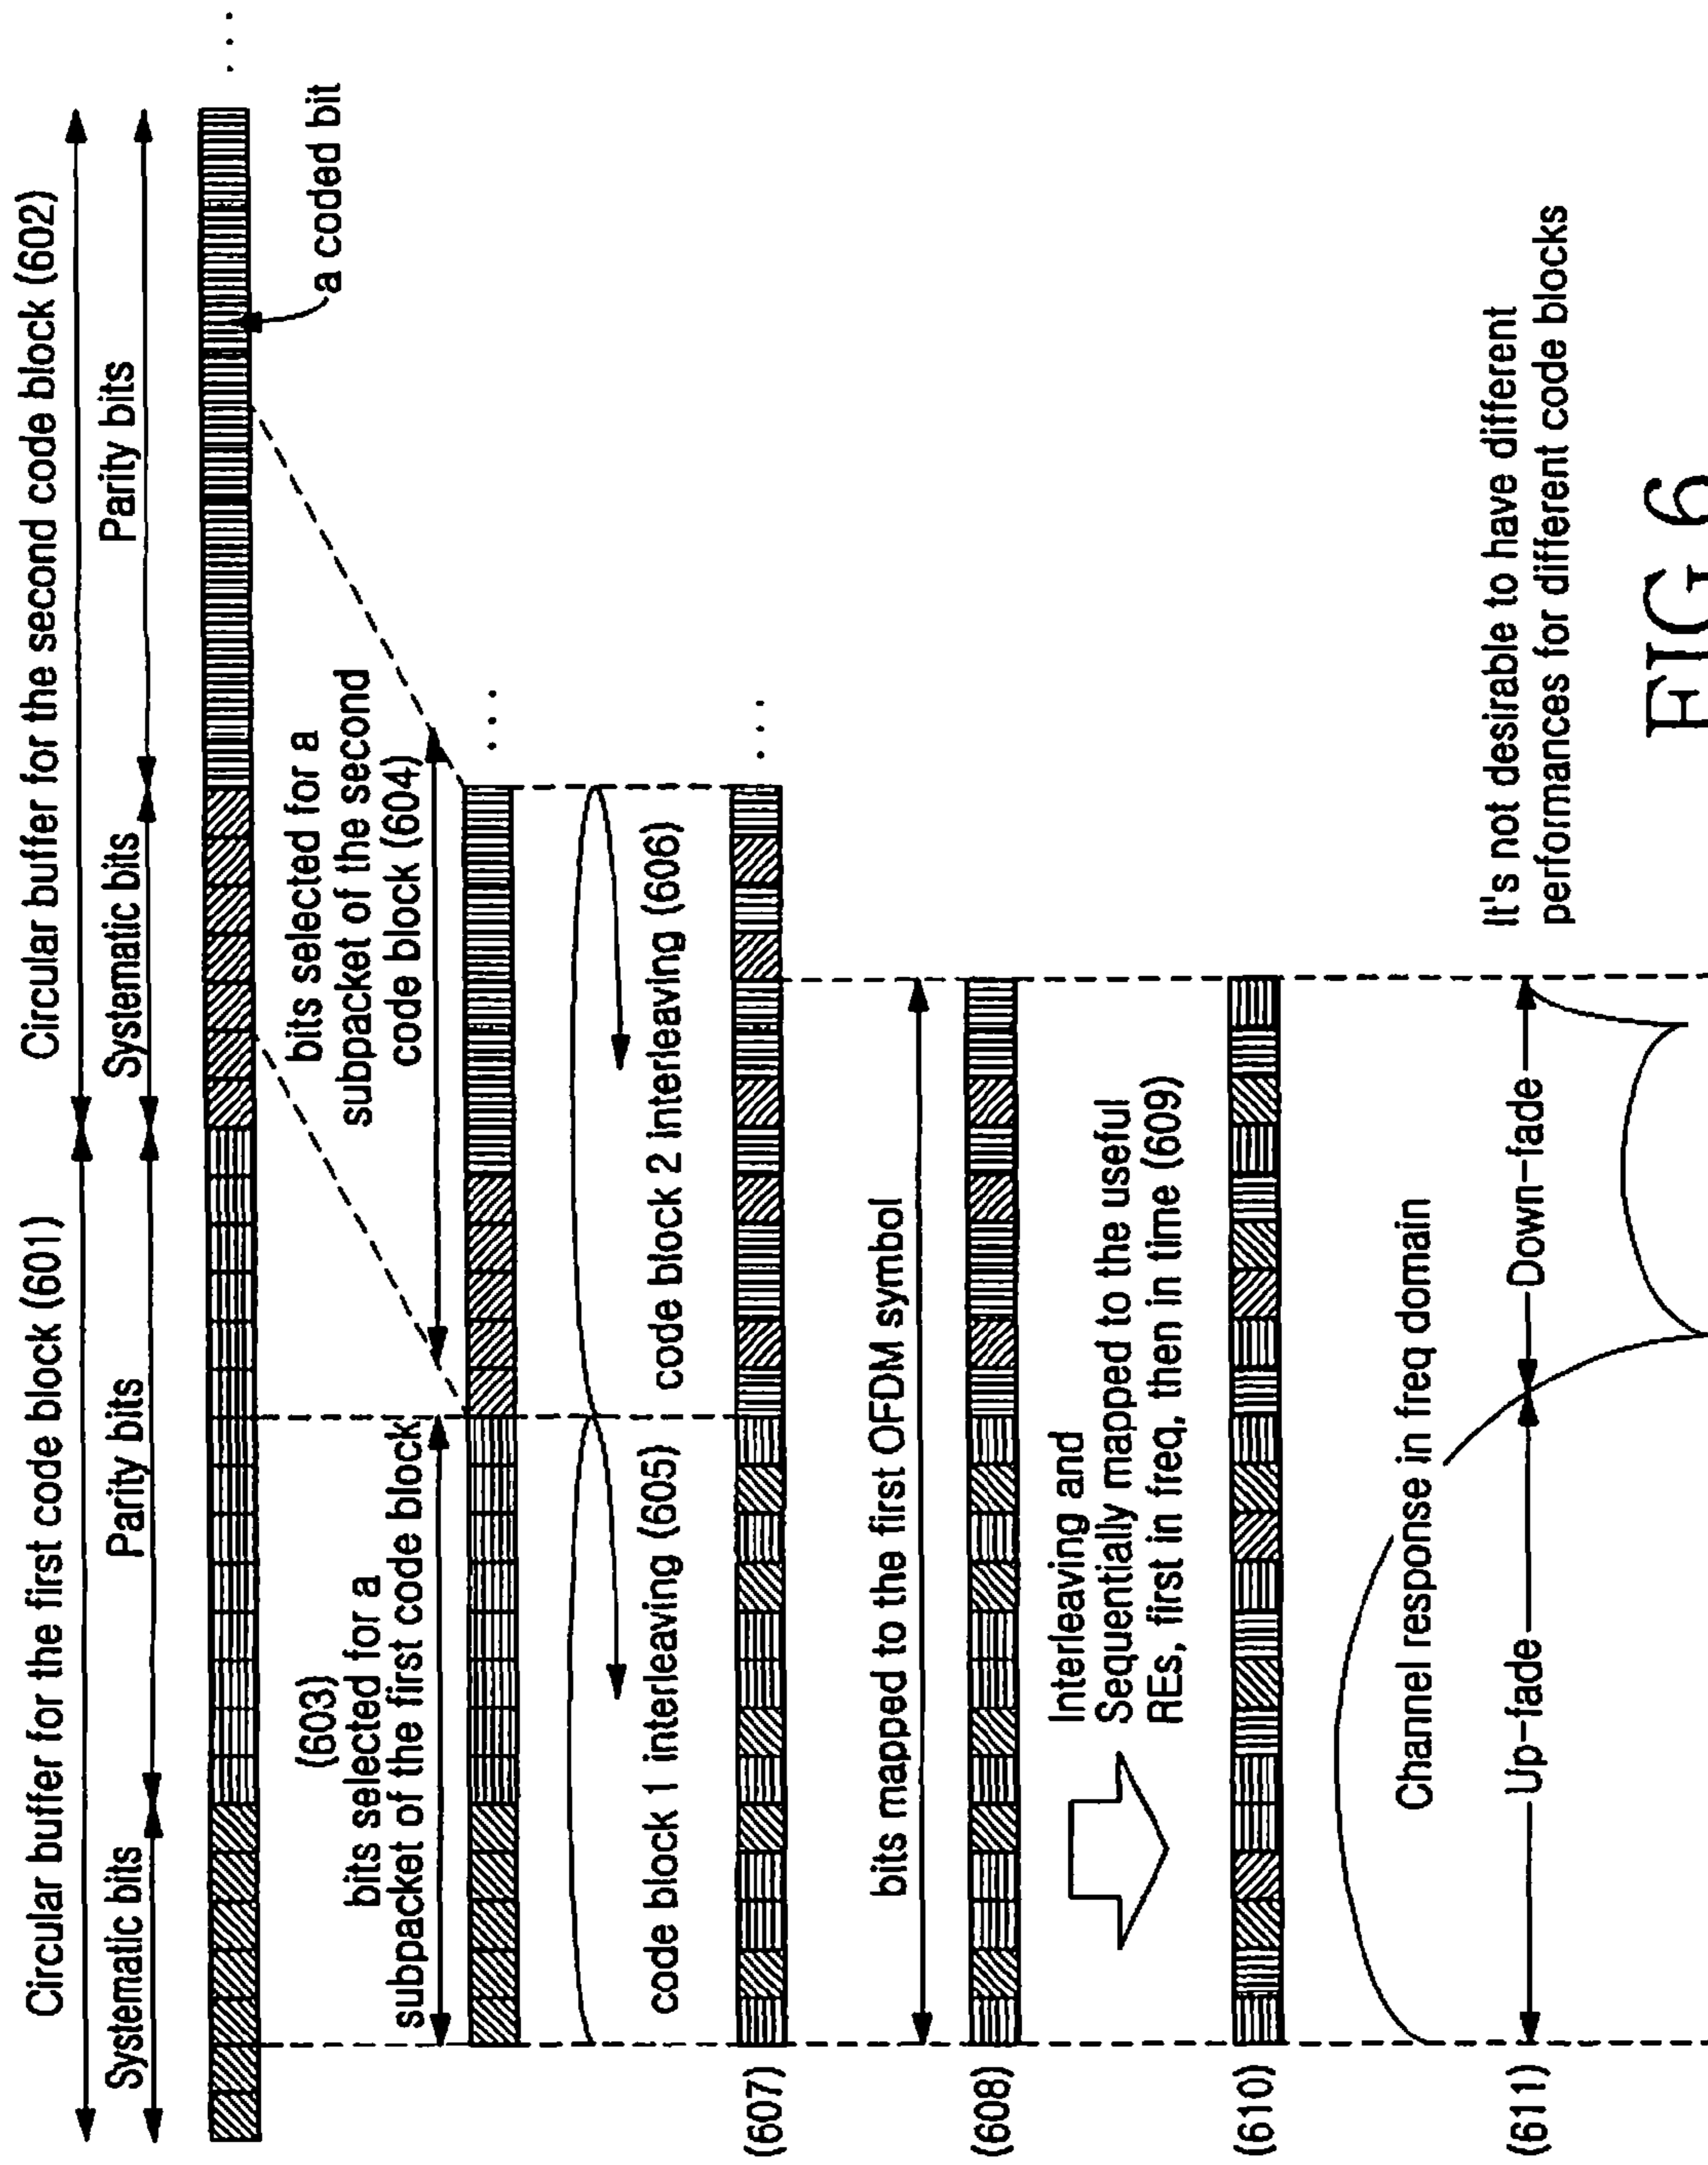 Circular buffer for the first code block (601)
Circular buffer for the second code block (602)
Systematic bits
Parity bits
Systematic bits
Parity bits
...
a coded bit
(603)
bits selected for a
subpacket of the first code block
bits selected for a
subpacket of the second
code block (604)
...
code block 1 interleaving (605)
code block 2 interleaving (606)
(607)
...
bits mapped to the first OFDM symbol
(608)
Interleaving and
Sequentially mapped to the useful
REs, first in freq, then in time (609)
(610)
Channel response in freq domain
(611)
Up-fade
Down-fade
It's not desirable to have different
performances for different code blocks
FIG 6